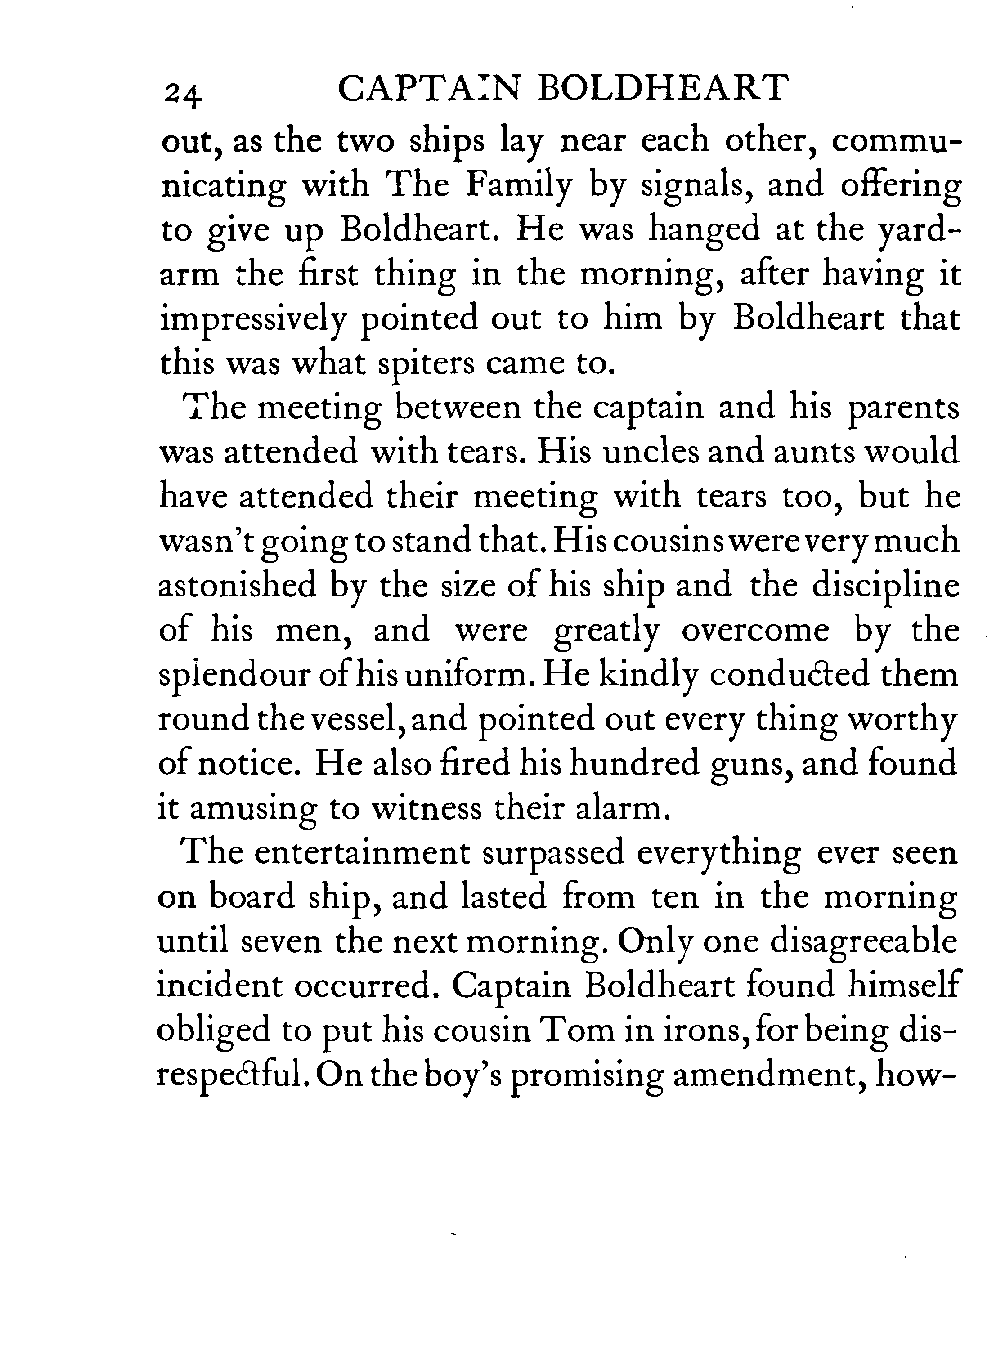 24 CAPTAIN BOLDHEART
out, as the two ships lay near each other, commu-
nicating with The Family by signals, and offering
to give up Boldheart. He was hanged at the yard-
arm the first thing in the morning, after having it
impressively pointed out to him by Boldheart that
this was what spiters came to.
The meeting between the captain and his parents
was attended with tears. His uncles and aunts would
have attended their meeting with tears too, but he
wasn't going to stand that. His cousins were very much
astonished by the size of his ship and the discipline
of his men, and were greatly overcome by the
splendour of his uniform. He kindly conducted them
round the vessel, and pointed out every thing worthy
of notice. He also fired his hundred guns, and found
it amusing to witness their alarm.
The entertainment surpassed everything ever seen
on board ship, and lasted from ten in the morning
until seven the next morning. Only one disagreeable
incident occurred. Captain Boldheart found himself
obliged to put his cousin Tom in irons, for being dis-
respectful. On the boy's promising amendment, how-